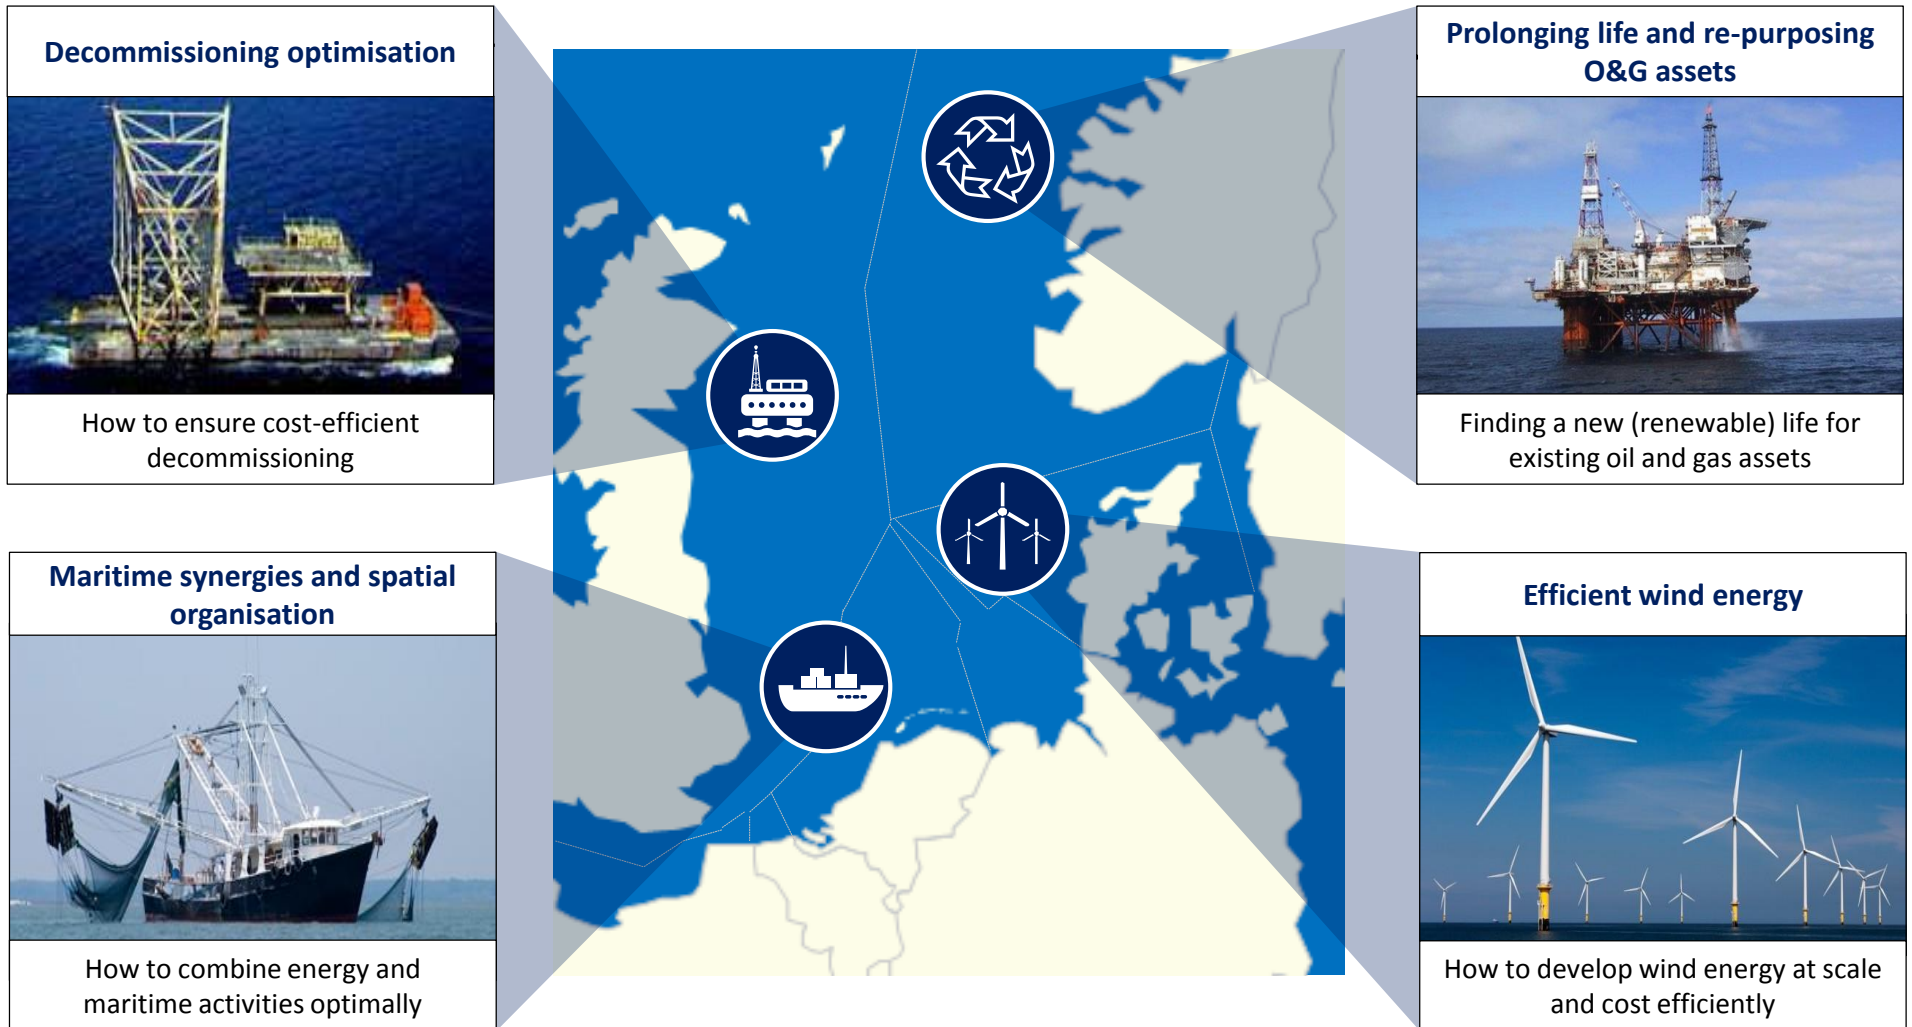 Decommissioning optimisation
How to ensure cost-efficient
decommissioning
Prolonging life and re-purposing
O&G assets
Finding a new (renewable) life for
existing oil and gas assets
Maritime synergies and spatial
organisation
How to combine energy and
maritime activities optimally
Efficient wind energy
How to develop wind energy at scale
and cost efficiently